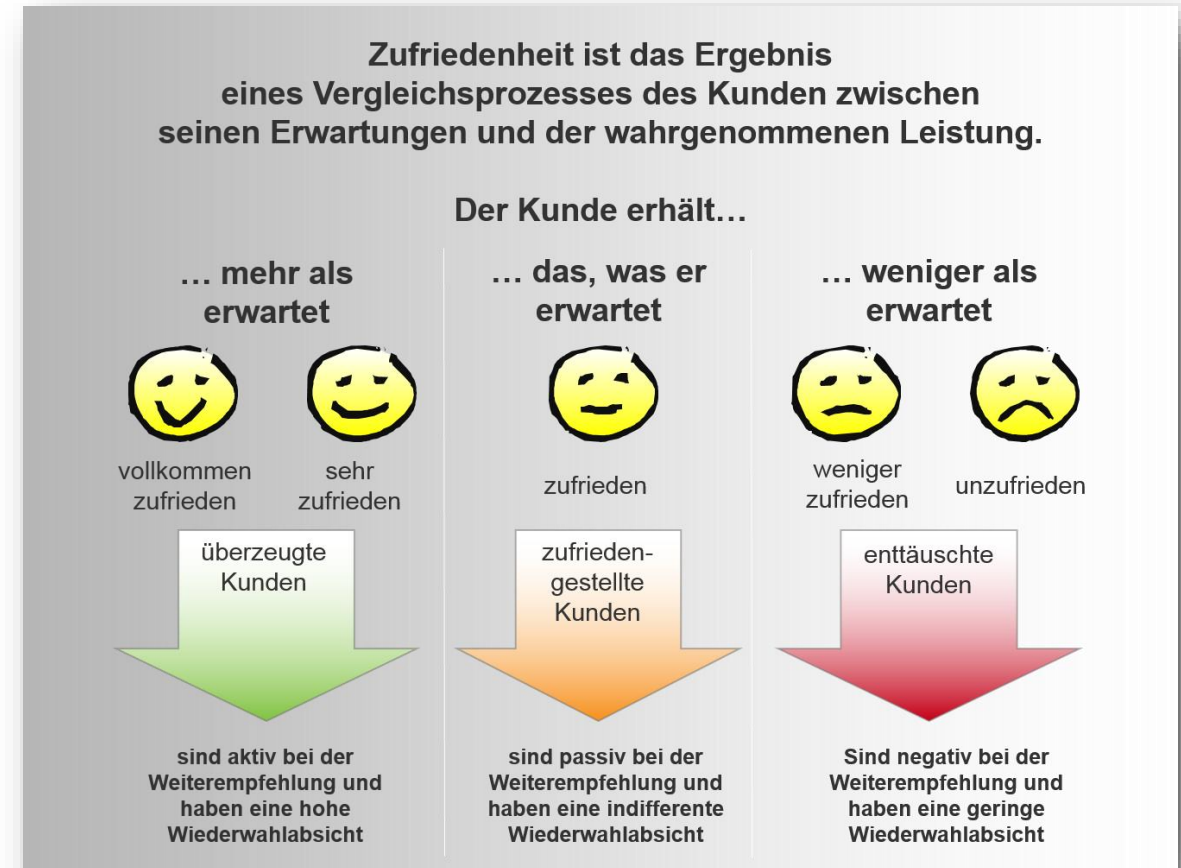 Zufriedenheit ist das Ergebnis
eines Vergleichsprozesses des Kunden zwischen
seinen Erwartungen und der wahrgenommenen Leistung.
Der Kunde erhält…
… mehr als
erwartet
vollkommen
zufrieden
sehr
zufrieden
überzeugte
Kunden
sind aktiv bei der
Weiterempfehlung und
haben eine hohe
Wiederwahlabsicht
… das, was er
erwartet
zufrieden
zufrieden-
gestellte
Kunden
sind passiv bei der
Weiterempfehlung und
haben eine indifferente
Wiederwahlabsicht
… weniger als
erwartet
weniger
zufrieden
unzufrieden
enttäuschte
Kunden
Sind negativ bei der
Weiterempfehlung und
haben eine geringe
Wiederwahlabsicht